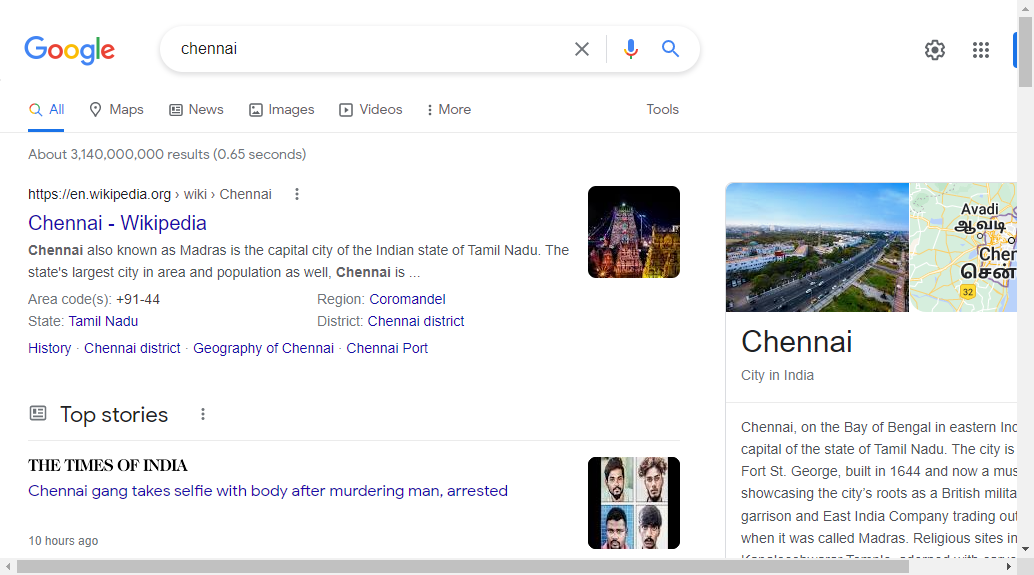 Google
chennai
All
Maps
News
Images
Videos
More
Tools
About 3,140,000,000 results (0.65 seconds)
https://en.wikipedia.org › wiki › Chennai
Chennai - Wikipedia
Chennai also known as Madras is the capital city of the Indian state of Tamil Nadu. The
state's largest city in area and population as well, Chennai is ...
Area code(s): +91-44
Region: Coromandel
State: Tamil Nadu
District: Chennai district
History · Chennai district · Geography of Chennai · Chennai Port
Top stories
THE TIMES OF INDIA
Chennai gang takes selfie with body after murdering man, arrested
10 hours ago
Avadi
ஆவடி
Cher
சென்
32
Chennai
City in India
Chennai, on the Bay of Bengal in eastern
capital of the state of Tamil Nadu. The city is
Fort St. George, built in 1644 and now a
showcasing the city's roots as a British
garrison and East India Company trading
when it was called Madras. Religious sites in